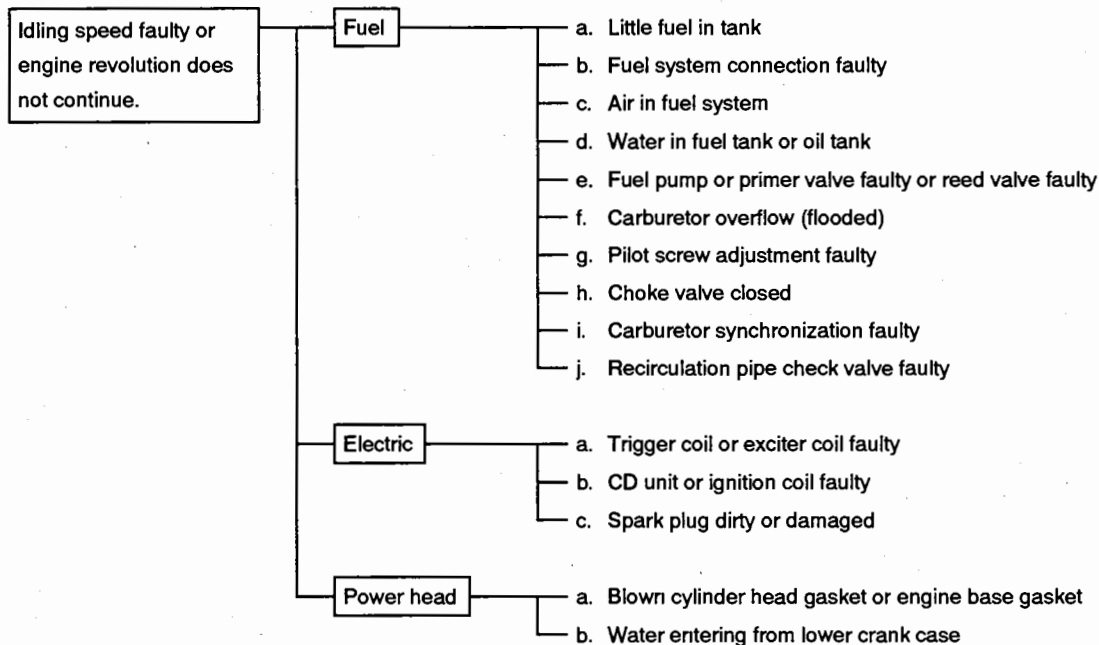 Idling speed faulty or
engine revolution does
not continue.
Fuel
a. Little fuel in tank
b. Fuel system connection faulty
c. Air in fuel system
d. Water in fuel tank or oil tank
e. Fuel pump or primer valve faulty or reed valve faulty
f. Carburetor overflow (flooded)
g. Pilot screw adjustment faulty
h. Choke valve closed
i. Carburetor synchronization faulty
j. Recirculation pipe check valve faulty
Electric
a. Trigger coil or exciter coil faulty
b. CD unit or ignition coil faulty
c. Spark plug dirty or damaged
Power head
a. Blown cylinder head gasket or engine base gasket
b. Water entering from lower crank case